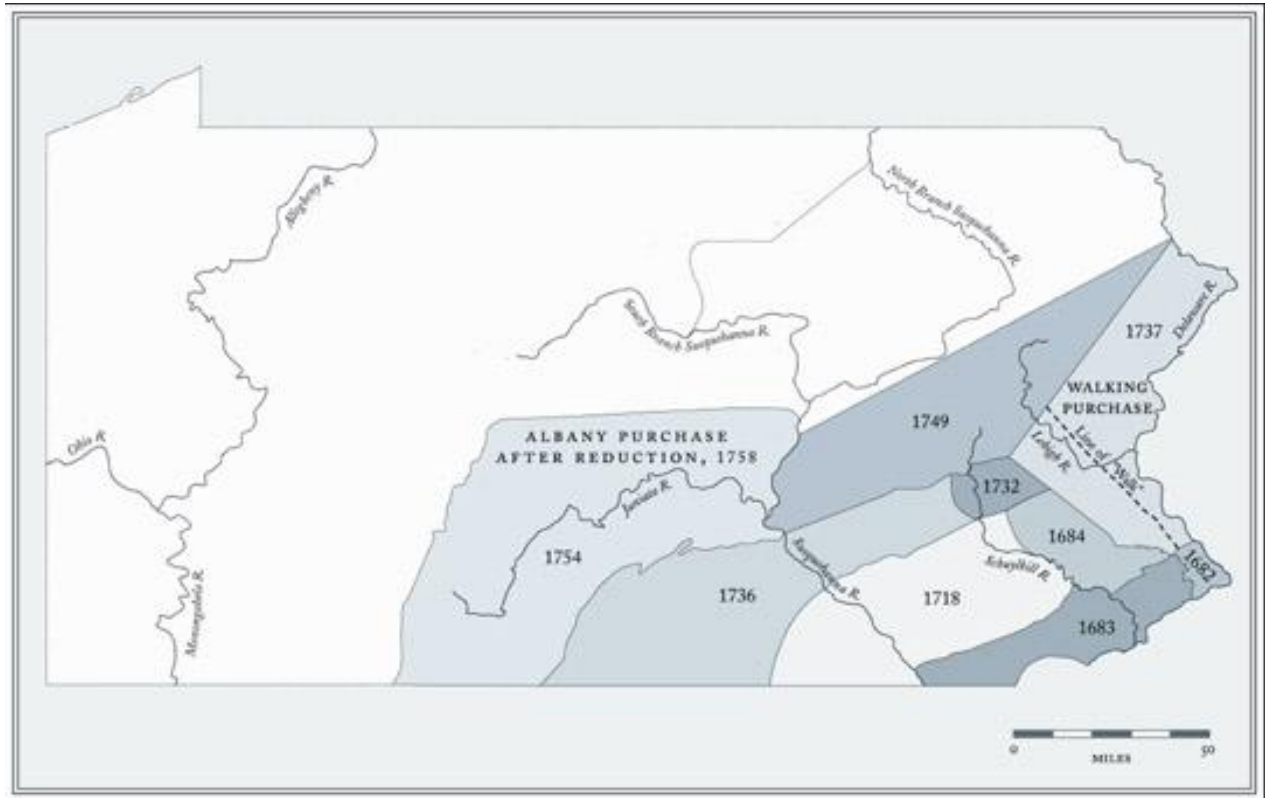 Allegheny R.
North Branch Susquehanna R.
Delaware R.
1737
South Branch Susquehanna R.
WALKING
PURCHASE
1749
Ohio R.
ALBANY PURCHASE
AFTER REDUCTION, 1758
Line of "Walk"
Lehigh R.
1732
Juniata R.
1684
1754
Susquehanna R.
Schuylkill R.
1682
1736
1718
Monongahela R.
1683
0
50
MILES